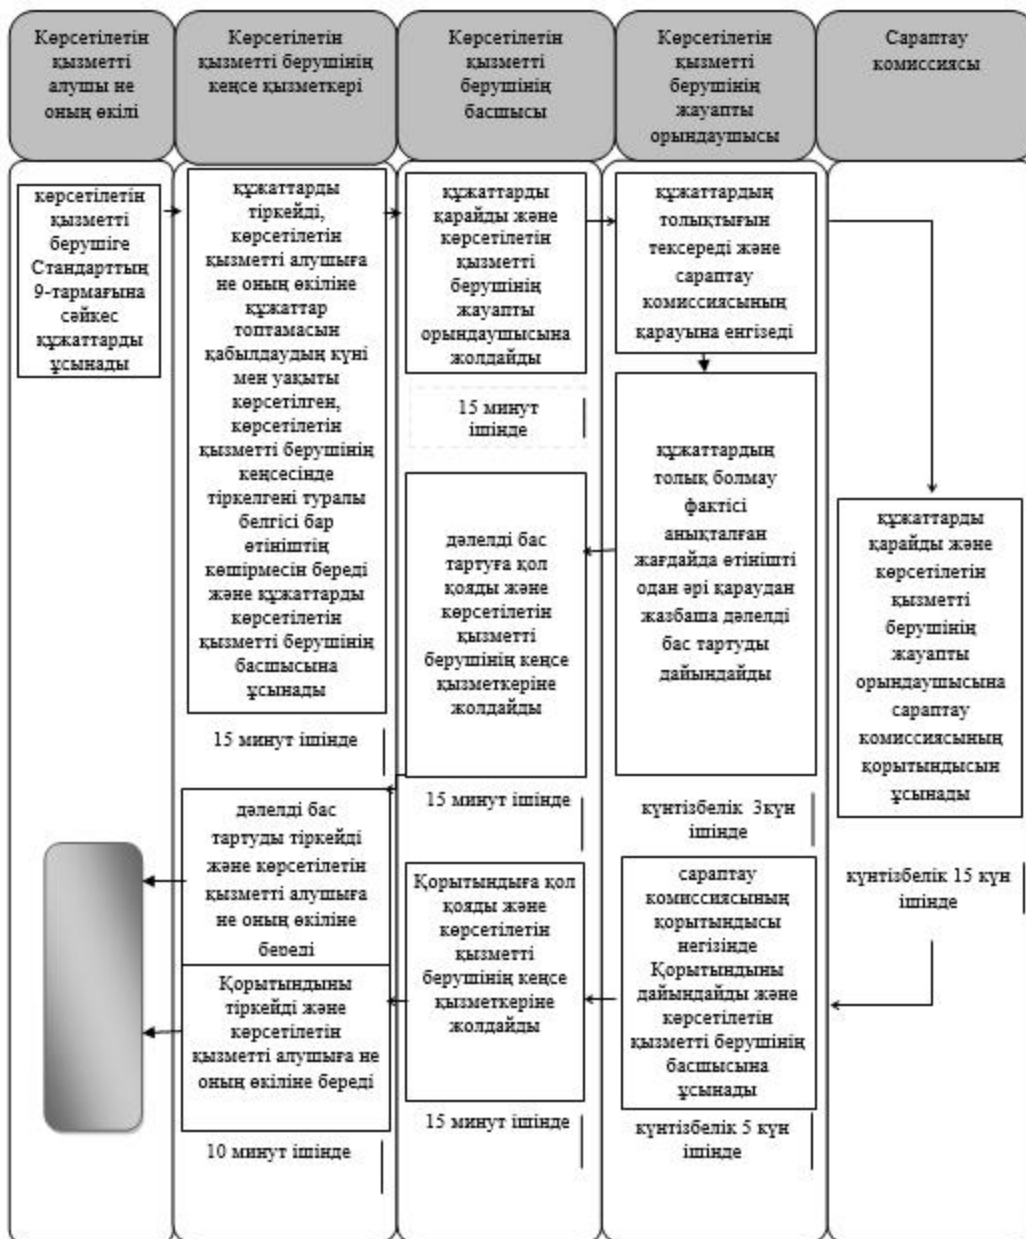 Көрсетілетін
қызметті
алушы не
оның өкілі
Көрсетілетін
қызметті берушінің
кеңсе қызметкері
Көрсетілетін
қызметті
берушінің
басшысы
Көрсетілетін
қызметті
берушінің
жауапты
орындаушысы
Сараптау
комиссиясы
көрсетілетін
қызметті
берушіге
Стандарттың
9-тармағына
сәйкес
құжаттарды
ұсынады
құжаттарды
тіркейді,
көрсетілетін
қызметті алушыға
не оның өкіліне
құжаттар
топтамасын
қабылдаудың күні
мен уақыты
көрсетілген,
көрсетілетін
қызметті берушінің
кеңсесінде
тіркелгені туралы
белгісі бар
өтініштің
көшірмесін береді
және құжаттарды
көрсетілетін
қызметті берушінің
басшысына
ұсынады
15 минут ішінде
құжаттарды
қарайды және
көрсетілетін
қызметті
берушінің
жауапты
орындаушысына
жолдайды
15 минут
ішінде
құжаттардың
толықтығын
тексереді және
сараптау
комиссиясының
қарауына енгізеді
құжаттардың
толық болмау
фактісі
анықталған
жағдайда өтінішті
одан әрі қараудан
жазбаша дәлелді
бас тартуды
дайындайды
күнтізбелік 3күн
ішінде
дәлелді бас
тартуға қол
қояды және
көрсетілетін
қызметті
берушінің кеңсе
қызметкеріне
жолдайды
15 минут ішінде
дәлелді бас
тартуды тіркейді
және көрсетілетін
қызметті алушыға
не оның өкіліне
береді
құжаттарды
қарайды және
көрсетілетін
қызметті
берушінің
жауапты
орындаушысына
сараптау
комиссиясының
қорытындысын
ұсынады
күнтізбелік 15 күн
ішінде
сараптау
комиссиясының
қорытындысы
негізінде
Қорытындыны
дайындайды және
көрсетілетін
қызметті берушінің
басшысына
ұсынады
күнтізбелік 5 күн
ішінде
Қорытындыға қол
қояды және
көрсетілетін
қызметті
берушінің кеңсе
қызметкеріне
жолдайды
15 минут ішінде
Қорытындыны
тіркейді және
көрсетілетін
қызметті алушыға не
оның өкіліне береді
10 минут ішінде